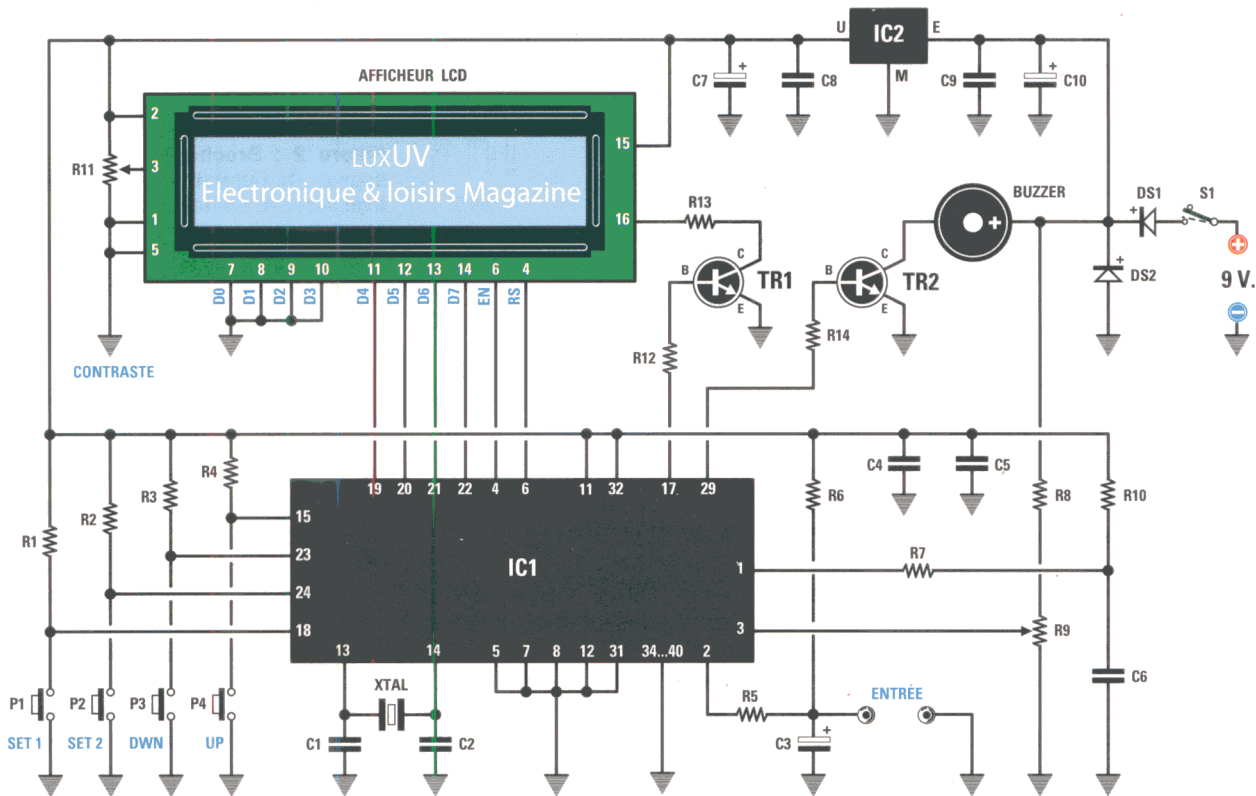 U IC2 E
M
C7 + C8 C9 C10 +
AFFICHEUR LCD
2
3
1
5
15
16
LUXUV
Electronique & loisirs Magazine
R11
7 8 9 10 11 12 13 14 6 4
D0 D1 D2 D3 D4 D5 D6 D7 EN RS
CONTRASTE
R13
B C E TR1
R12
BUZZER
+
B C E TR2
R14
DS1 + S1
+ DS2
9 V.
R1 R2 R3 R4
19 20 21 22 4 6 11 32 17 29
15
23
24
18
IC1
1
3
13 14 5 7 8 12 31 34...40 2
R6
C4 C5
R8
R10
R7
R9
C6
XTAL
C1 C2
R5
C3 +
ENTRÉE
P1 P2 P3 P4
SET 1 SET 2 DWN UP